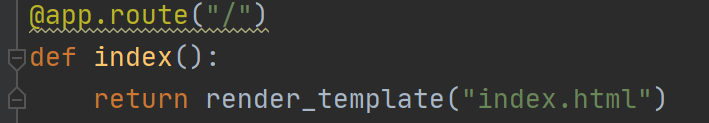 @app.route("/")
def index():
    return render_template("index.html")